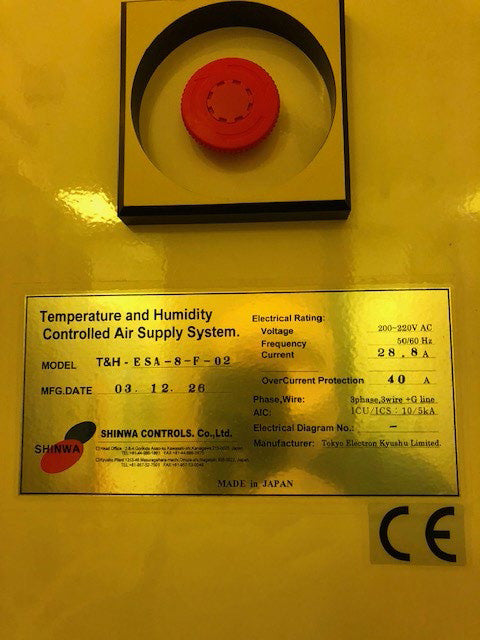 Temperature and Humidity
Controlled Air Supply System.
MODEL T&H-ESA-8-F-02
MFG.DATE 03. 12. 26
SHINWA
SHINWA CONTROLS. Co.,Ltd.
Electrical Rating:
Voltage 200-220V AC
Frequency 50/60 Hz
Current 28.8 A
OverCurrent Protection 40 A
Phase,Wire: 3phase,3wire +G line
AIC: ICU/ICS : 10/5kA
Electrical Diagram No.: –
Manufacturer: Tokyo Electron Kyushu Limited.
MADE in JAPAN
CE